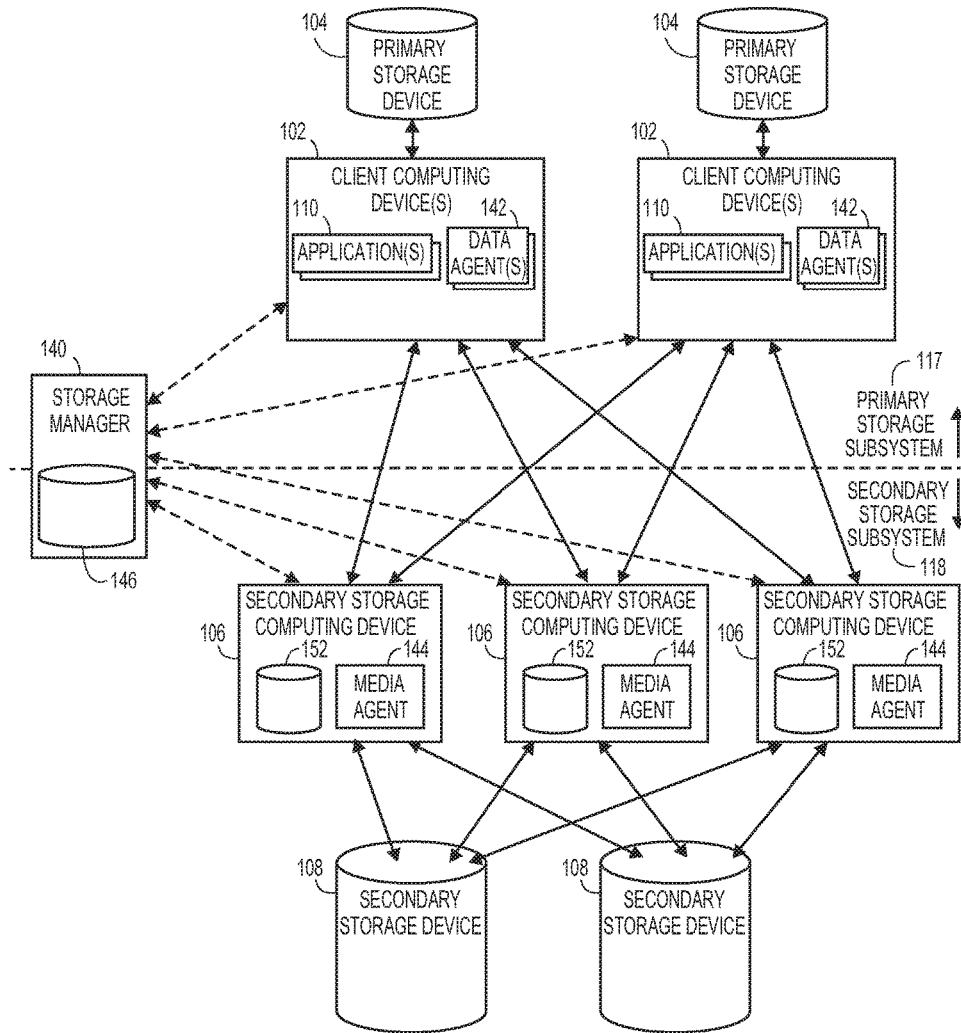 104
PRIMARY
STORAGE
DEVICE
104
PRIMARY
STORAGE
DEVICE
102
CLIENT COMPUTING
DEVICE(S)
110
APPLICATION(S)
142
DATA
AGENT(S)
102
CLIENT COMPUTING
DEVICE(S)
110
APPLICATION(S)
142
DATA
AGENT(S)
140
STORAGE
MANAGER
146
117
PRIMARY
STORAGE
SUBSYSTEM
SECONDARY
STORAGE
SUBSYSTEM
118
SECONDARY STORAGE
COMPUTING DEVICE
106
152
144
MEDIA
AGENT
SECONDARY STORAGE
COMPUTING DEVICE
106
152
144
MEDIA
AGENT
SECONDARY STORAGE
COMPUTING DEVICE
106
152
144
MEDIA
AGENT
108
SECONDARY
STORAGE DEVICE
108
SECONDARY
STORAGE DEVICE